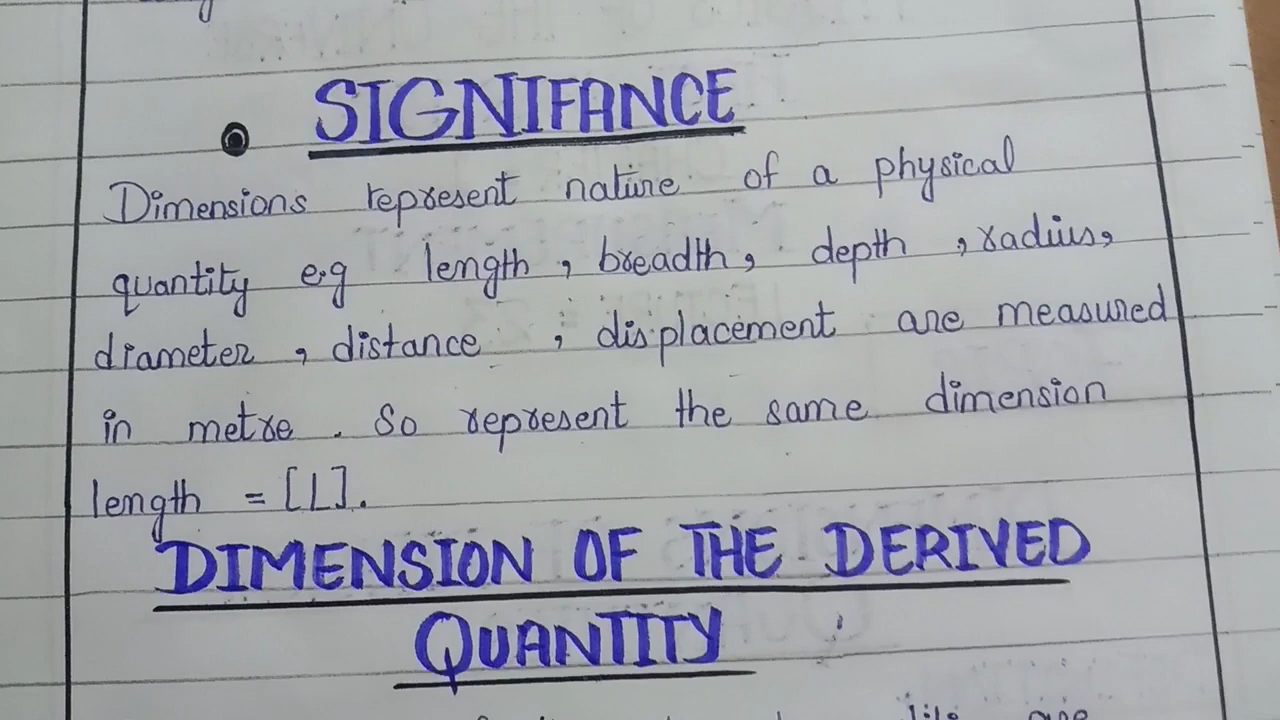 SIGNIFANCE
Dimensions represent nature of a physical
quantity e.g length , breadth , depth , radius,
diameter , distance , displacement are measured
in metre . So represent the same dimension
length = [L].
DIMENSION OF THE DERIVED
QUANTITY